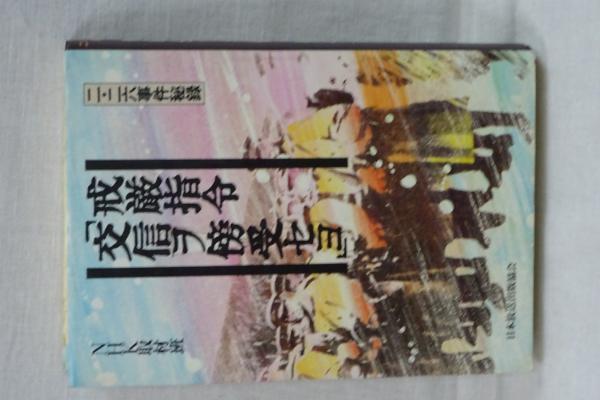 二・二六事件秘録
戒厳指令
「交信ヲ傍受セヨ」
NHK取材班
日本放送出版協会